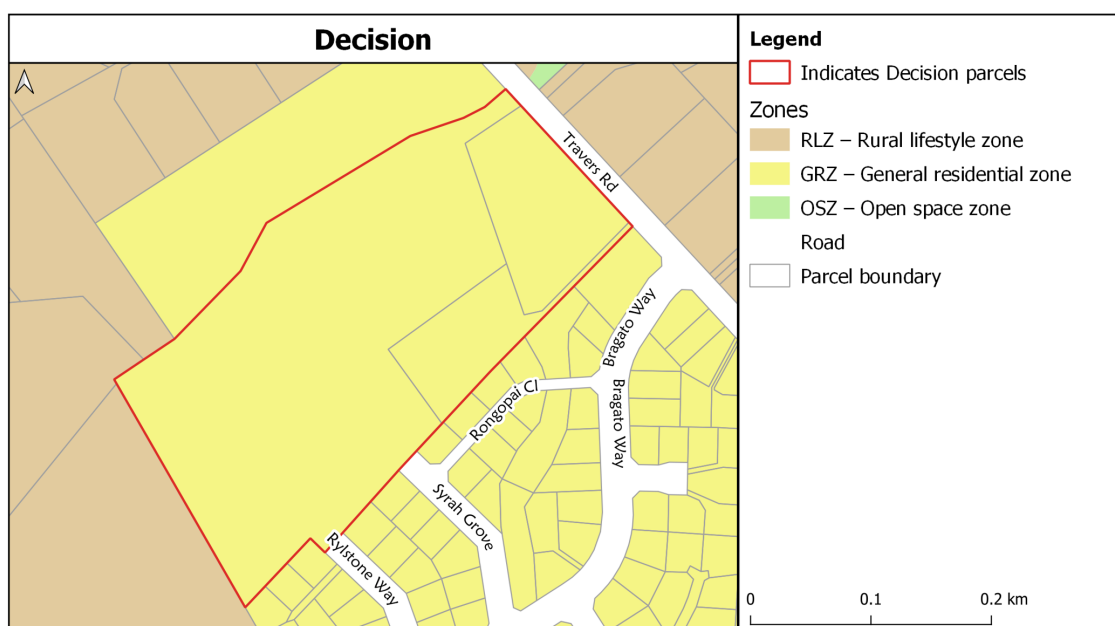 Decision
Travers Rd
Bragato Way
Bragato Way
Rongopai Cl
Syrah Grove
Rylstone Way
Legend
Indicates Decision parcels
Zones
RLZ – Rural lifestyle zone
GRZ – General residential zone
OSZ – Open space zone
Road
Parcel boundary
0 0.1 0.2 km